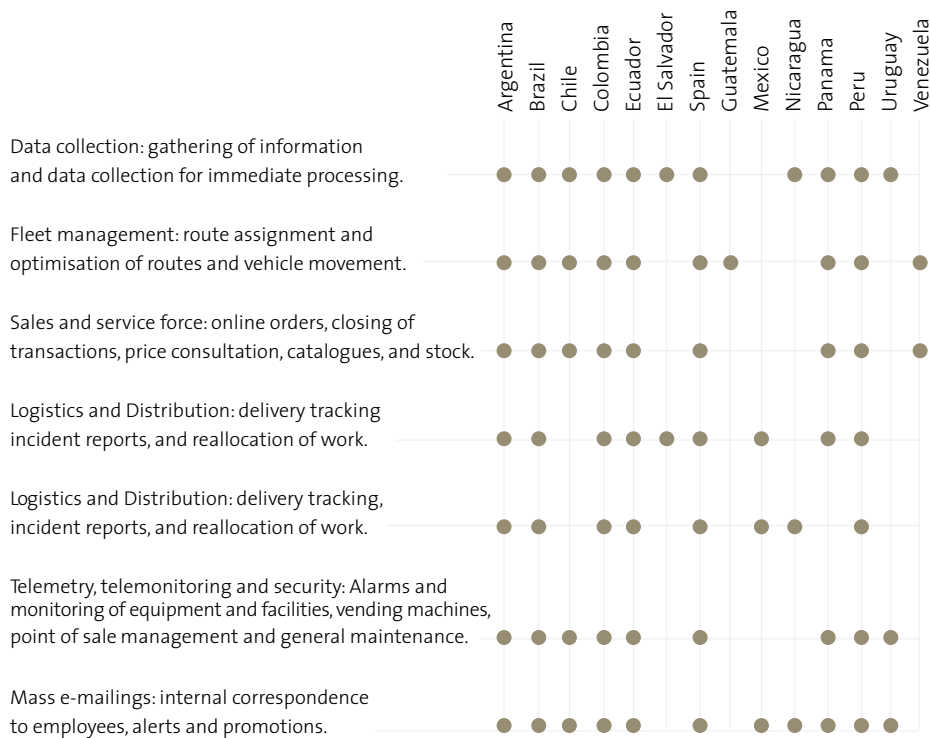 Argentina
Brazil
Chile
Colombia
Ecuador
El Salvador
Spain
Guatemala
Mexico
Nicaragua
Panama
Peru
Uruguay
Venezuela
Data collection: gathering of information
and data collection for immediate processing.
Fleet management: route assignment and
optimisation of routes and vehicle movement.
Sales and service force: online orders, closing of
transactions, price consultation, catalogues, and stock.
Logistics and Distribution: delivery tracking
incident reports, and reallocation of work.
Logistics and Distribution: delivery tracking,
incident reports, and reallocation of work.
Telemetry, telemonitoring and security: Alarms and
monitoring of equipment and facilities, vending machines,
point of sale management and general maintenance.
Mass e-mailings: internal correspondence
to employees, alerts and promotions.